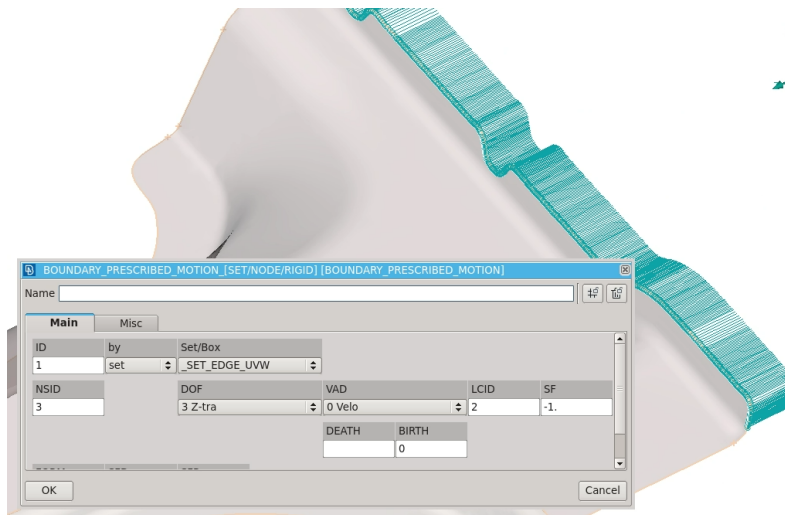 BOUNDARY_PRESCRIBED_MOTION_[SET/NODE/RIGID] [BOUNDARY_PRESCRIBED_MOTION]
Name
Main Misc
ID by Set/Box
1 set _SET_EDGE_UVW
NSID DOF VAD LCID SF
3 3 Z-tra 0 Velo 2 -1.
DEATH BIRTH
0
OK Cancel